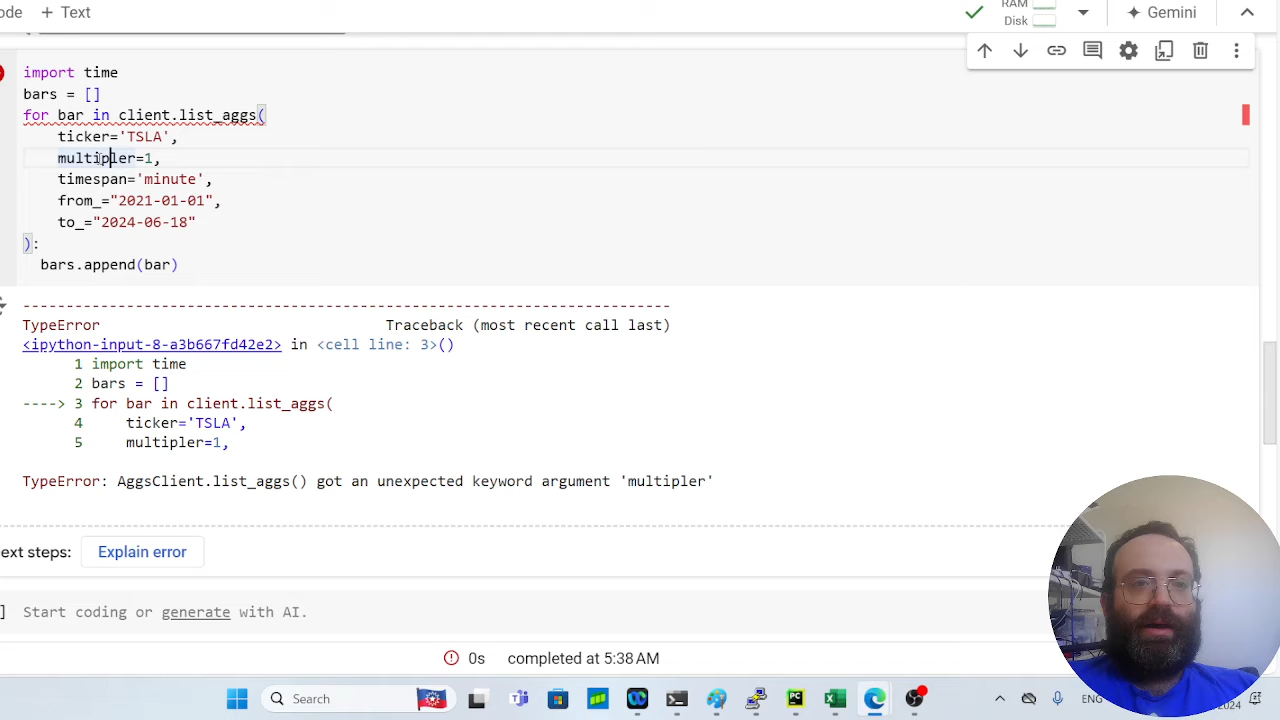 ode + Text
RAM
Disk
Gemini
import time
bars = []
for bar in client.list_aggs(
ticker='TSLA',
multipler=1,
timespan='minute',
from_="2021-01-01",
to_="2024-06-18"
):
bars.append(bar)
---------------------------------------------------------------------------
TypeError Traceback (most recent call last)
<ipython-input-8-a3b667fd42e2> in <cell line: 3>()
1 import time
2 bars = []
----> 3 for bar in client.list_aggs(
4 ticker='TSLA',
5 multipler=1,
TypeError: AggsClient.list_aggs() got an unexpected keyword argument 'multipler'
ext steps: Explain error
] Start coding or generate with AI.
0s completed at 5:38 AM
Search
ENG
2024